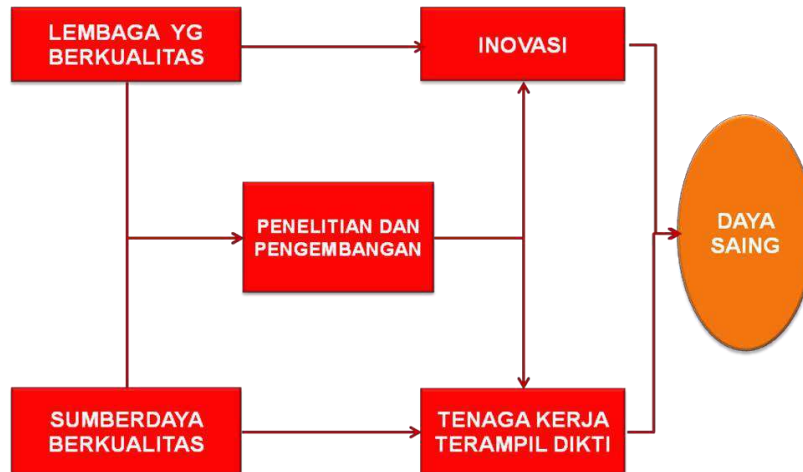 LEMBAGA YG
BERKUALITAS
INOVASI
PENELITIAN DAN
PENGEMBANGAN
DAYA
SAING
SUMBERDAYA
BERKUALITAS
TENAGA KERJA
TERAMPIL DIKTI